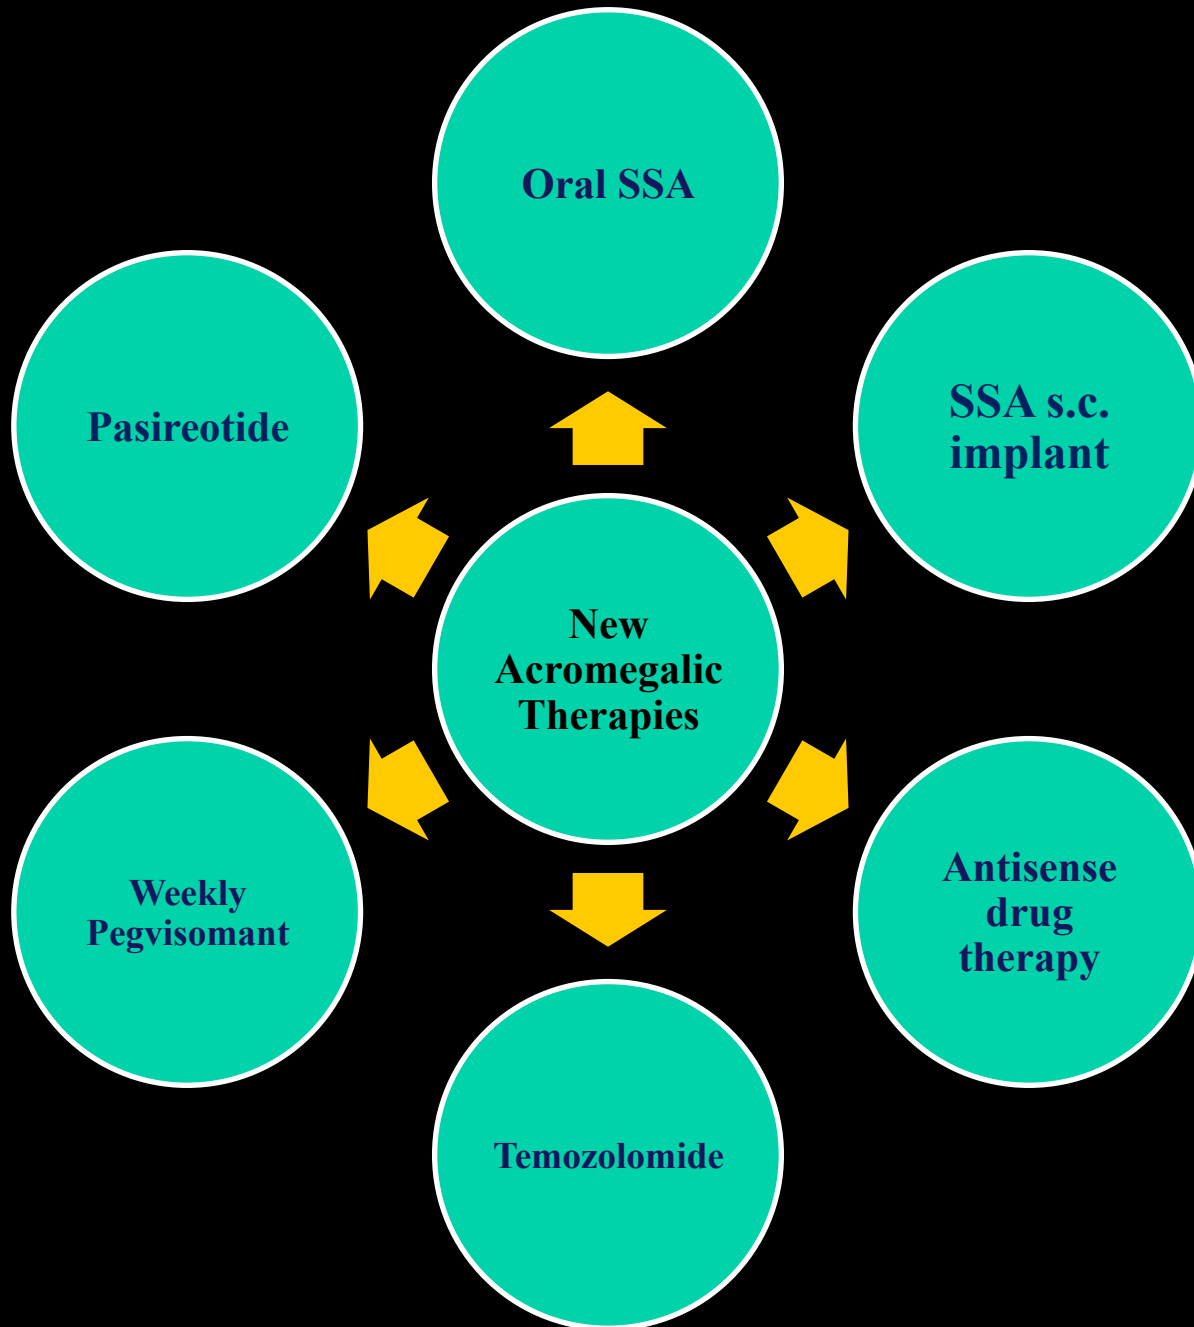 Oral SSA
Pasireotide
SSA s.c.
implant
New
Acromegalic
Therapies
Weekly
Pegvisomant
Antisense
drug
therapy
Temozolomide